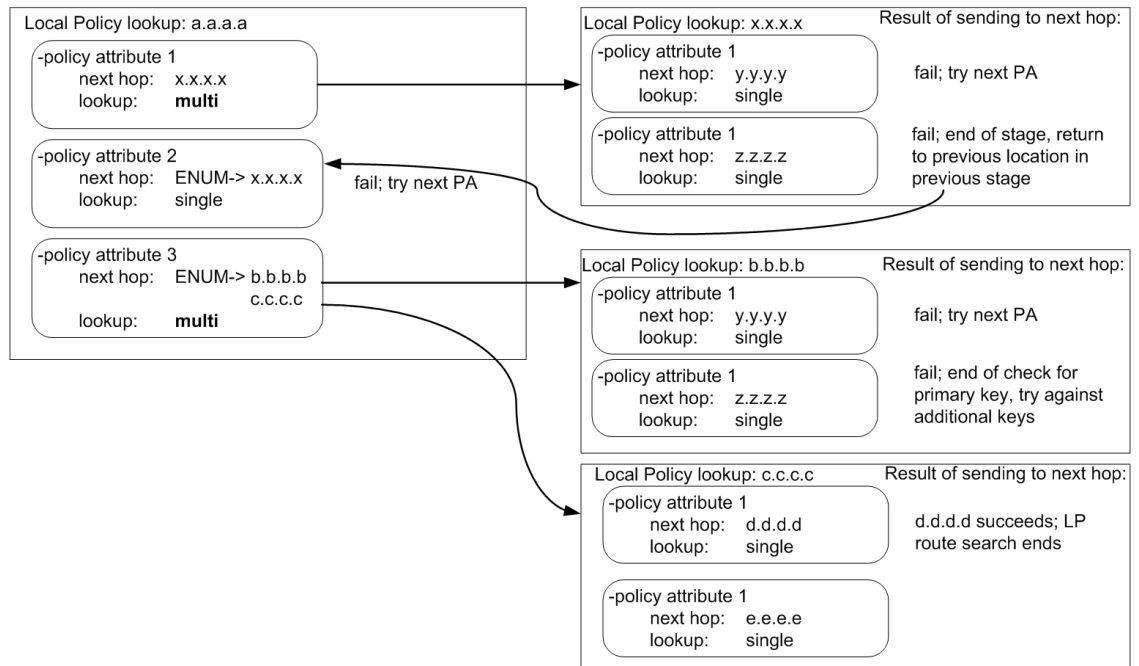 Local Policy lookup: a.a.a.a
-policy attribute 1
next hop: x.x.x.x
lookup: multi
-policy attribute 2
next hop: ENUM-> x.x.x.x
lookup: single
-policy attribute 3
next hop: ENUM-> b.b.b.b
c.c.c.c
lookup: multi
fail; try next PA
Local Policy lookup: x.x.x.x
Result of sending to next hop:
-policy attribute 1
next hop: y.y.y.y
lookup: single
fail; try next PA
-policy attribute 1
next hop: z.z.z.z
lookup: single
fail; end of stage, return
to previous location in
previous stage
Local Policy lookup: b.b.b.b
Result of sending to next hop:
-policy attribute 1
next hop: y.y.y.y
lookup: single
fail; try next PA
-policy attribute 1
next hop: z.z.z.z
lookup: single
fail; end of check for
primary key, try against
additional keys
Local Policy lookup: c.c.c.c
Result of sending to next hop:
-policy attribute 1
next hop: d.d.d.d
lookup: single
d.d.d.d succeeds; LP
route search ends
-policy attribute 1
next hop: e.e.e.e
lookup: single